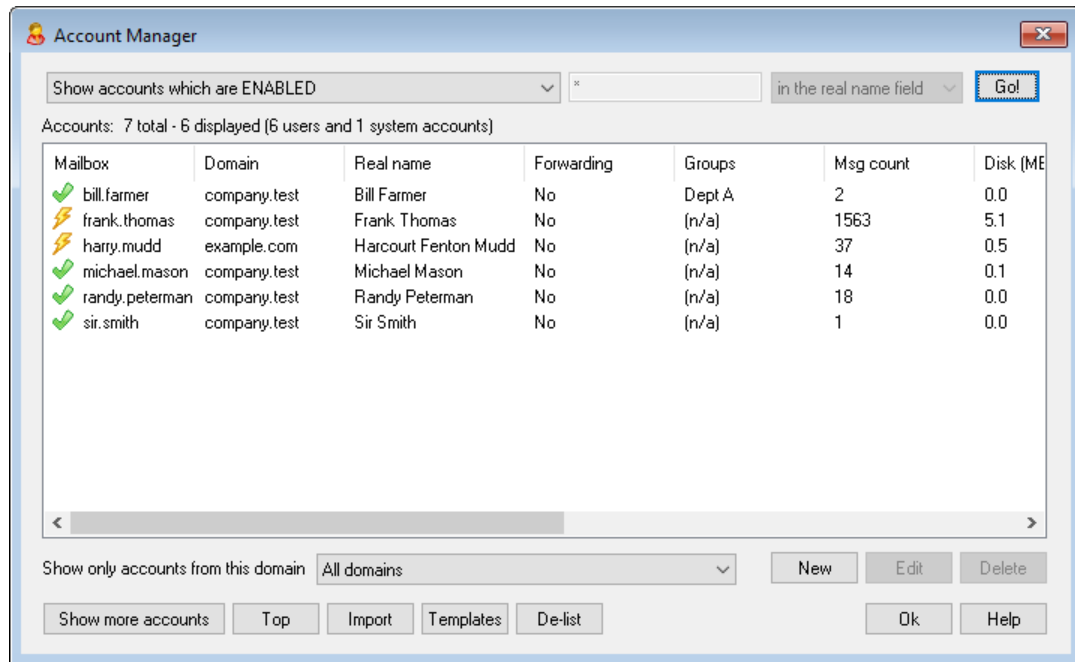 Account Manager
Show accounts which are ENABLED * in the real name field Go!
Accounts: 7 total - 6 displayed (6 users and 1 system accounts)
Mailbox Domain Real name Forwarding Groups Msg count Disk (ME
bill.farmer company.test Bill Farmer No Dept A 2 0.0
frank.thomas company.test Frank Thomas No (n/a) 1563 5.1
harry.mudd example.com Harcourt Fenton Mudd No (n/a) 37 0.5
michael.mason company.test Michael Mason No (n/a) 14 0.1
randy.peterman company.test Randy Peterman No (n/a) 18 0.0
sir.smith company.test Sir Smith No (n/a) 1 0.0
Show only accounts from this domain All domains New Edit Delete
Show more accounts Top Import Templates De-list Ok Help